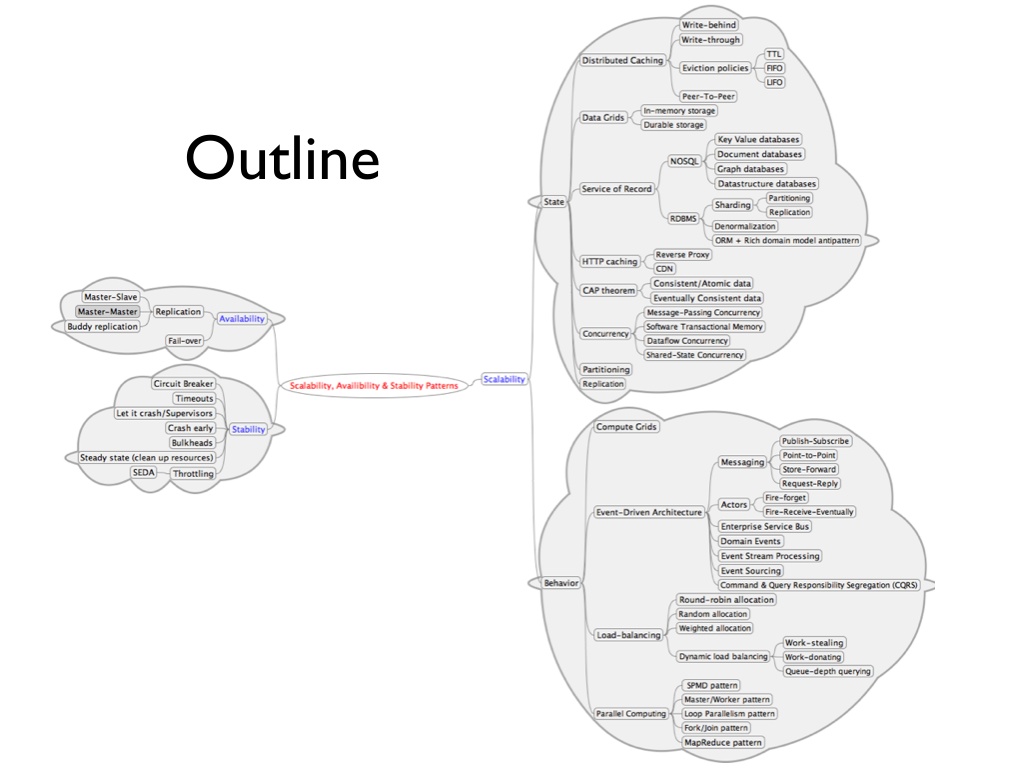 Outline
Scalability, Availibility & Stability Patterns
Availability
Replication
Master-Slave
Master-Master
Buddy replication
Fail-over
Stability
Circuit Breaker
Timeouts
Let it crash/Supervisors
Crash early
Bulkheads
Steady state (clean up resources)
Throttling
SEDA
Scalability
State
Distributed Caching
Write-behind
Write-through
Eviction policies
TTL
FIFO
LIFO
Peer-To-Peer
Data Grids
In-memory storage
Durable storage
Service of Record
NOSQL
Key Value databases
Document databases
Graph databases
Datastructure databases
RDBMS
Sharding
Partitioning
Replication
Denormalization
ORM + Rich domain model antipattern
HTTP caching
Reverse Proxy
CDN
CAP theorem
Consistent/Atomic data
Eventually Consistent data
Concurrency
Message-Passing Concurrency
Software Transactional Memory
Dataflow Concurrency
Shared-State Concurrency
Partitioning
Replication
Behavior
Compute Grids
Event-Driven Architecture
Messaging
Publish-Subscribe
Point-to-Point
Store-Forward
Request-Reply
Actors
Fire-forget
Fire-Receive-Eventually
Enterprise Service Bus
Domain Events
Event Stream Processing
Event Sourcing
Command & Query Responsibility Segregation (CQRS)
Load-balancing
Round-robin allocation
Random allocation
Weighted allocation
Dynamic load balancing
Work-stealing
Work-donating
Queue-depth querying
Parallel Computing
SPMD pattern
Master/Worker pattern
Loop Parallelism pattern
Fork/Join pattern
MapReduce pattern